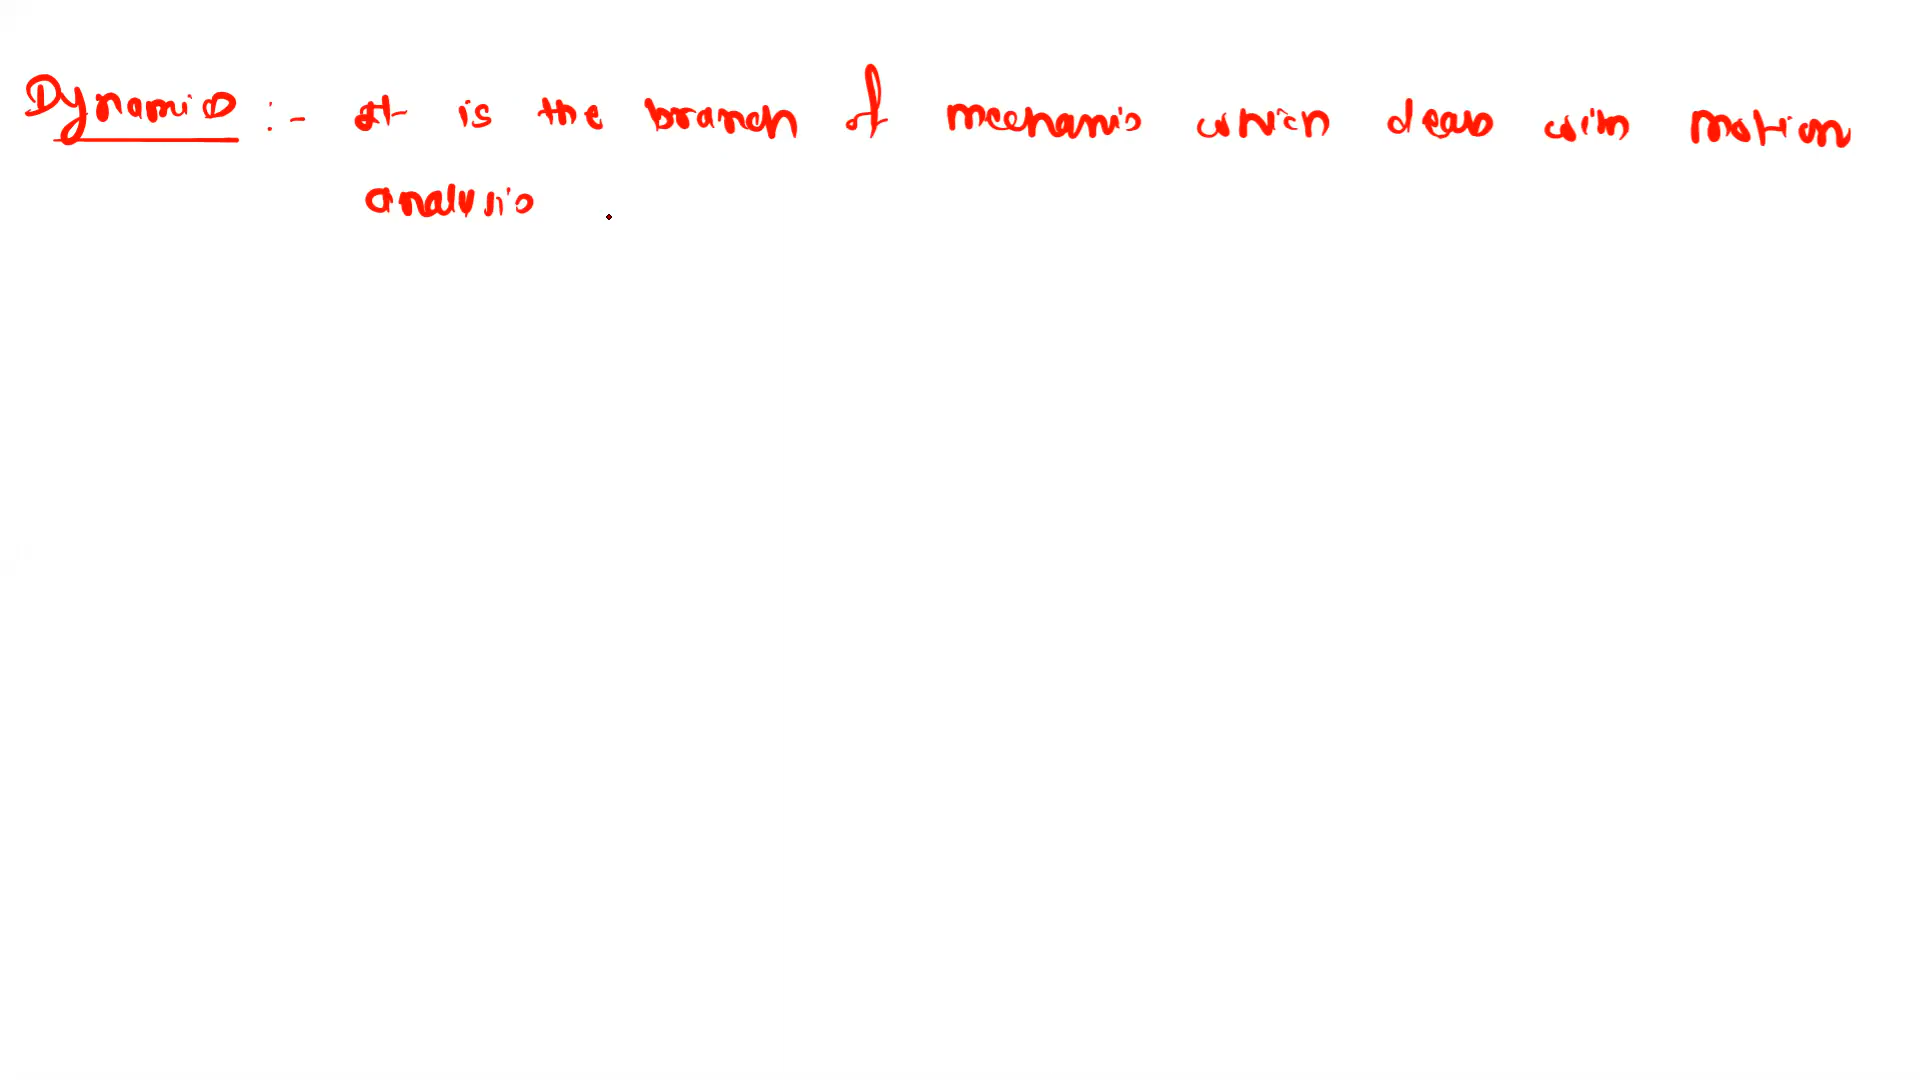 Dynamics :- It is the branch of mechanics which deals with motion
analysis